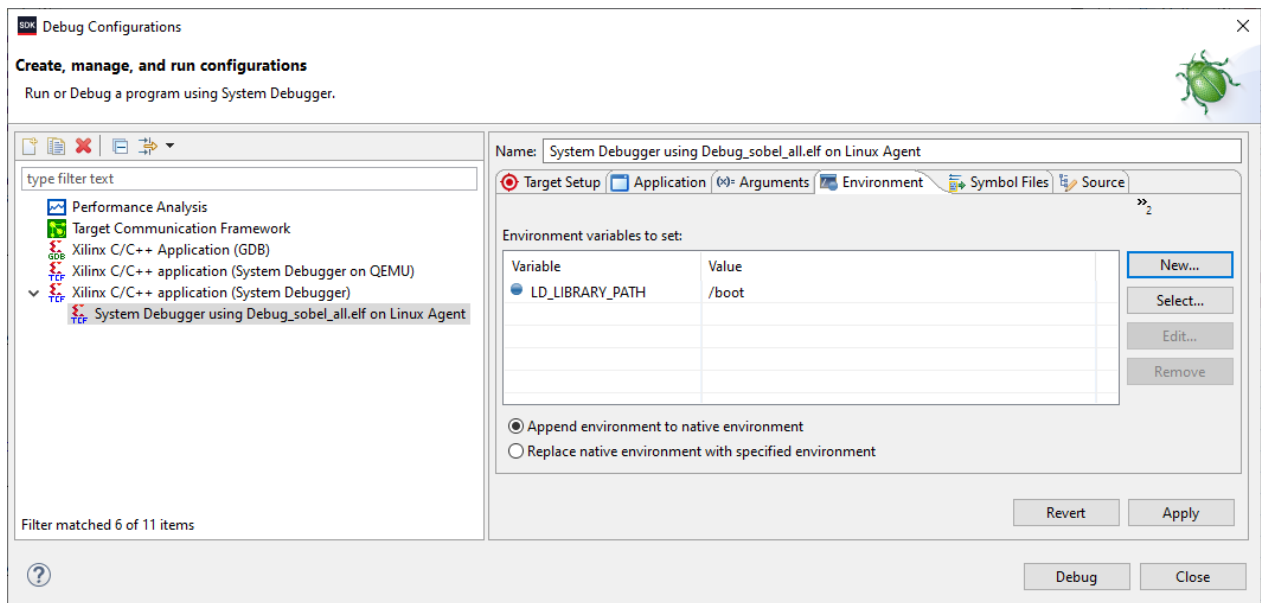 SDK Debug Configurations
Create, manage, and run configurations
Run or Debug a program using System Debugger.
type filter text
Performance Analysis
Target Communication Framework
GDB Xilinx C/C++ Application (GDB)
TCF Xilinx C/C++ application (System Debugger on QEMU)
TCF Xilinx C/C++ application (System Debugger)
TCF System Debugger using Debug_sobel_all.elf on Linux Agent
Filter matched 6 of 11 items
Name: System Debugger using Debug_sobel_all.elf on Linux Agent
Target Setup Application (x)= Arguments Environment Symbol Files Source
»2
Environment variables to set:
Variable Value
LD_LIBRARY_PATH /boot
New...
Select...
Edit...
Remove
Append environment to native environment
Replace native environment with specified environment
Revert Apply
? Debug Close